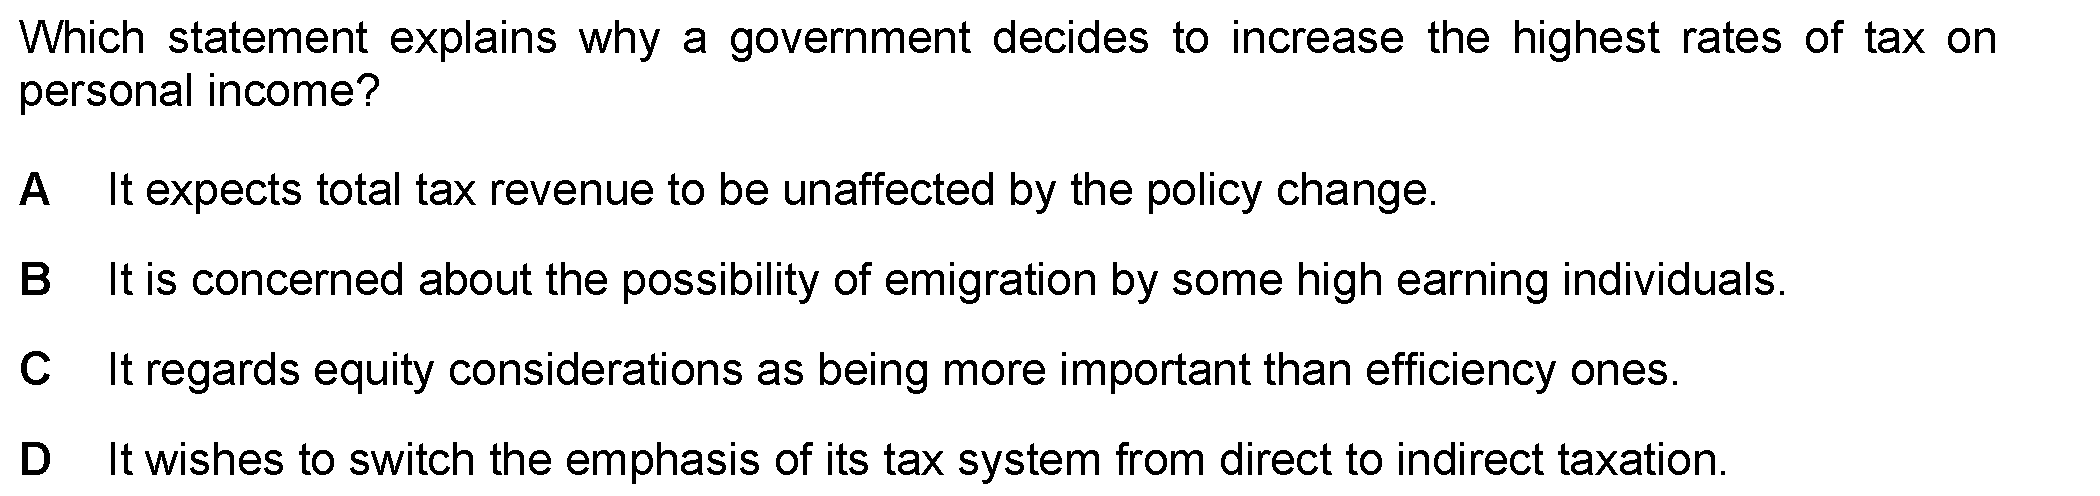 Which statement explains why a government decides to increase the highest rates of tax on
personal income?
A It expects total tax revenue to be unaffected by the policy change.
B It is concerned about the possibility of emigration by some high earning individuals.
C It regards equity considerations as being more important than efficiency ones.
D It wishes to switch the emphasis of its tax system from direct to indirect taxation.